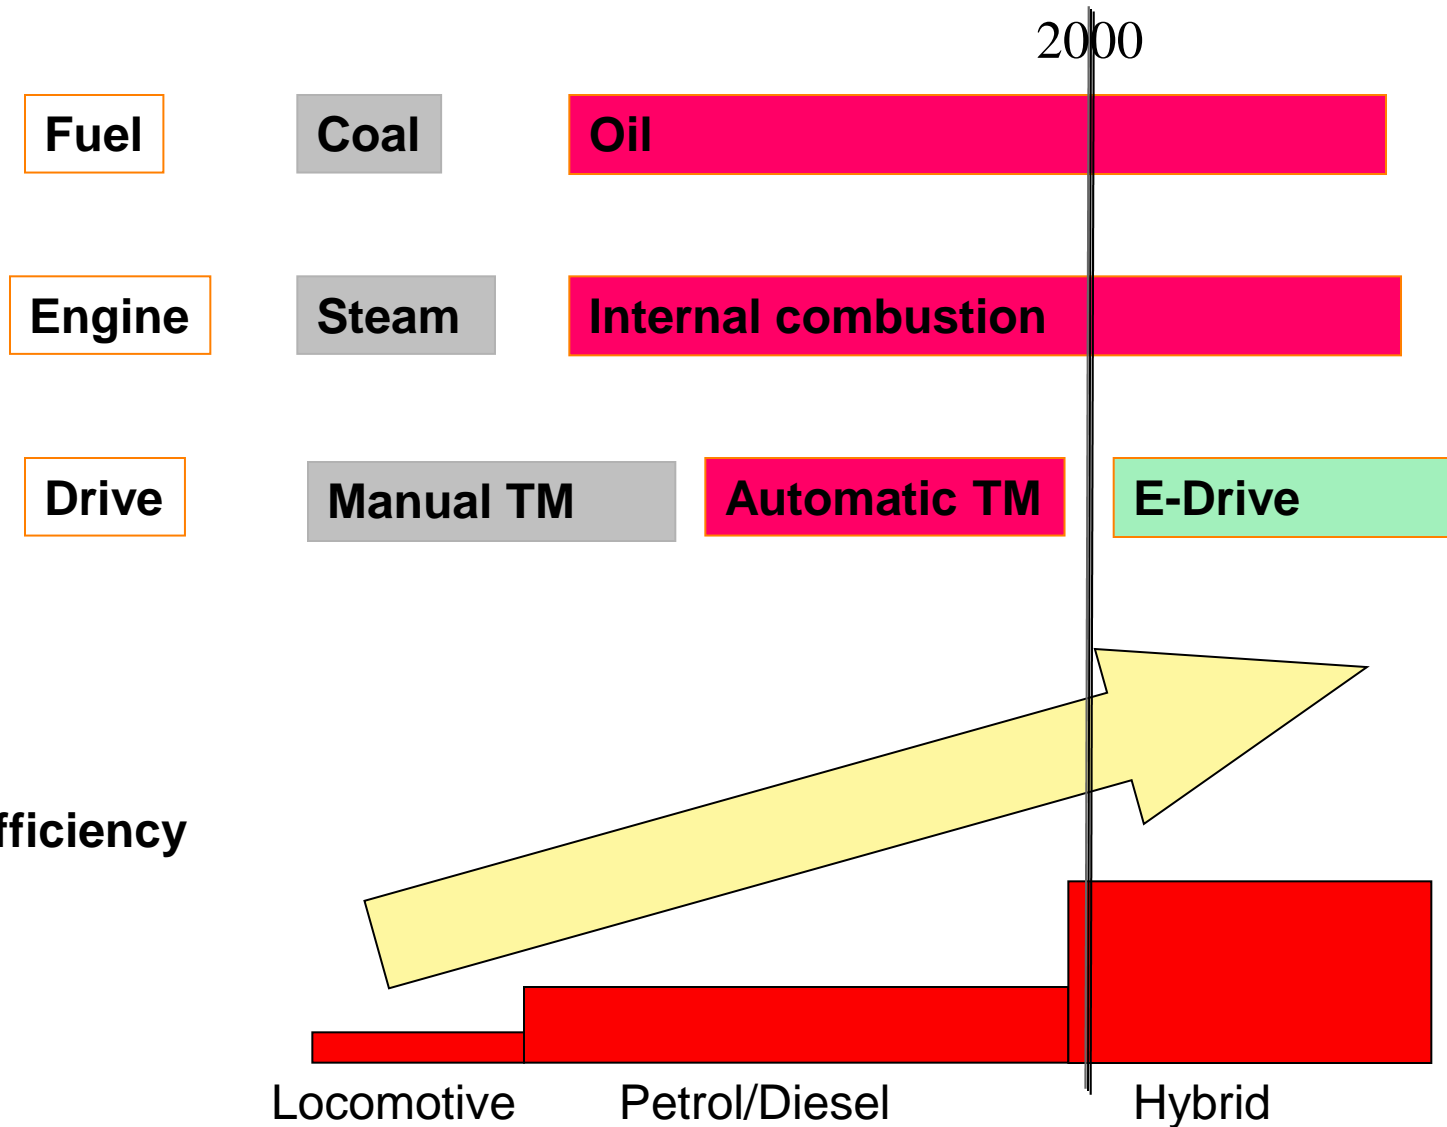 2000
Fuel Coal Oil
Engine Steam Internal combustion
Drive Manual TM Automatic TM E-Drive
fficiency
Locomotive Petrol/Diesel Hybrid